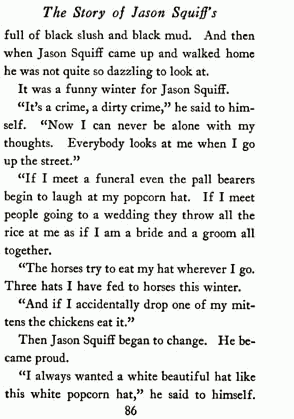 The Story of Jason Squiff's
full of black slush and black mud. And then
when Jason Squiff came up and walked home
he was not quite so dazzling to look at.
It was a funny winter for Jason Squiff.
"It's a crime, a dirty crime," he said to him-
self. "Now I can never be alone with my
thoughts. Everybody looks at me when I go
up the street."
"If I meet a funeral even the pall bearers
begin to laugh at my popcorn hat. If I meet
people going to a wedding they throw all the
rice at me as if I am a bride and a groom all
together.
"The horses try to eat my hat wherever I go.
Three hats I have fed to horses this winter.
"And if I accidentally drop one of my mit-
tens the chickens eat it."
Then Jason Squiff began to change. He be-
came proud.
"I always wanted a white beautiful hat like
this white popcorn hat," he said to himself.
86